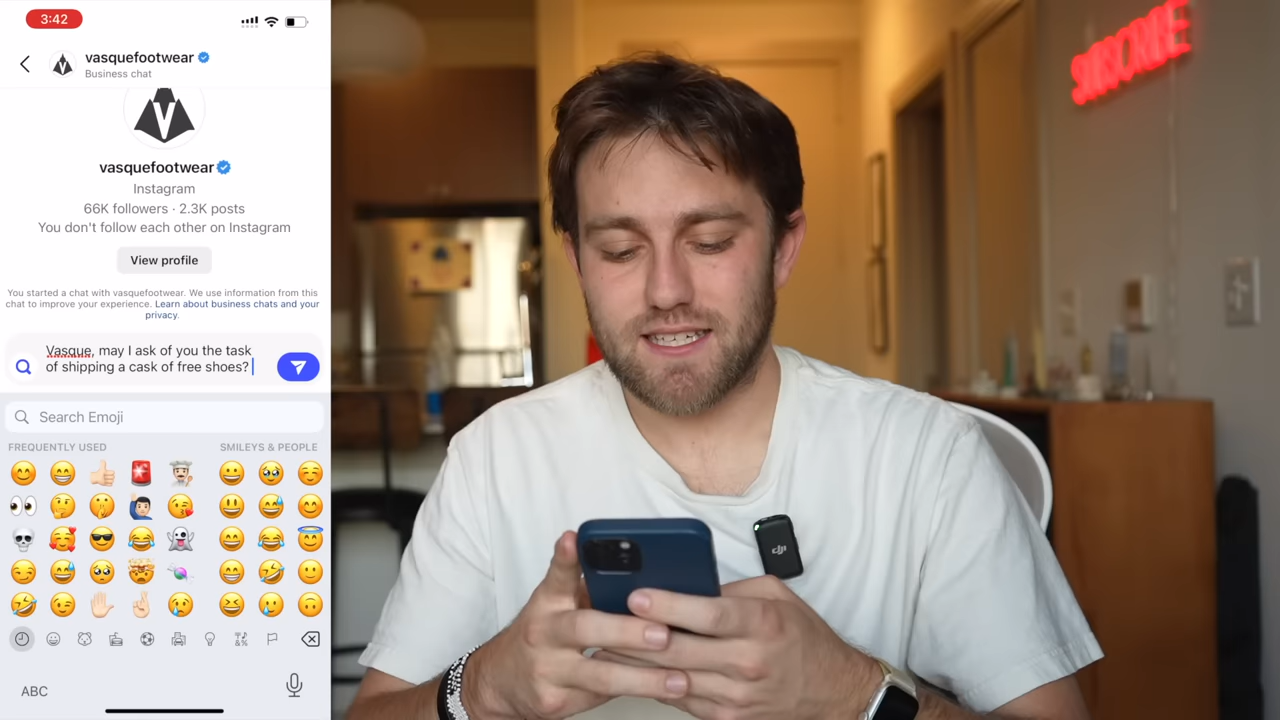 3:42
vasquefootwear
Business chat
V
vasquefootwear
Instagram
66K followers · 2.3K posts
You don't follow each other on Instagram
View profile
You started a chat with vasquefootwear. We use information from this
chat to improve your experience. Learn about business chats and your
privacy.
Vasque, may I ask of you the task
of shipping a cask of free shoes?
Search Emoji
FREQUENTLY USED
SMILEYS & PEOPLE
ABC
SUBSCRIBE
dji